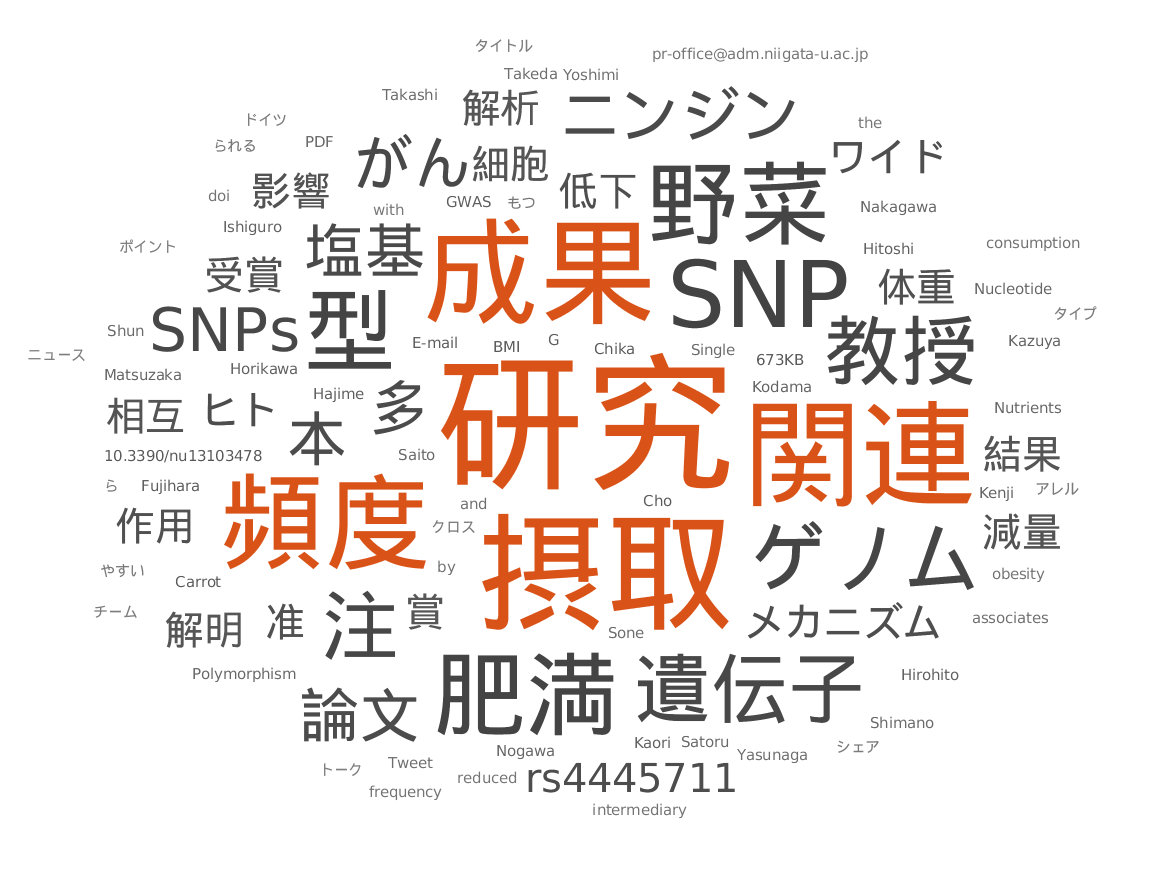 タイトル
pr-office@adm.niigata-u.ac.jp
Takeda Yoshimi
Takashi
解析
ニンジン
ドイツ
the
られる
PDF
がん
細胞
ワイド
doi
影響
低下
野菜
GWAS
もつ
with
Nakagawa
Ishiguro
ポイント
塩基
成果
Hitoshi
consumption
受賞
SNP
体重
Nucleotide
タイプ
Shun
SNPs
型
E-mail
BMI
G
Chika
Single
673KB
教授
Kazuya
ニュース
Matsuzaka
Horikawa
Hajime
Kodama
相互
ヒト
本
多
研究
関連
Nutrients
10.3390/nu13103478
Saito
結果
ら
Fujihara
頻度
and
Cho
Kenji
アレル
作用
クロス
摂取
ゲノム
減量
やすい
Carrot
by
obesity
チーム
解明
准
注
賞
Sone
メカニズム
associates
Polymorphism
論文
肥満
遺伝子
Hirohito
Shimano
Nogawa
Kaori
Satoru
Yasunaga
シェア
トーク
Tweet
reduced
rs4445711
frequency
intermediary